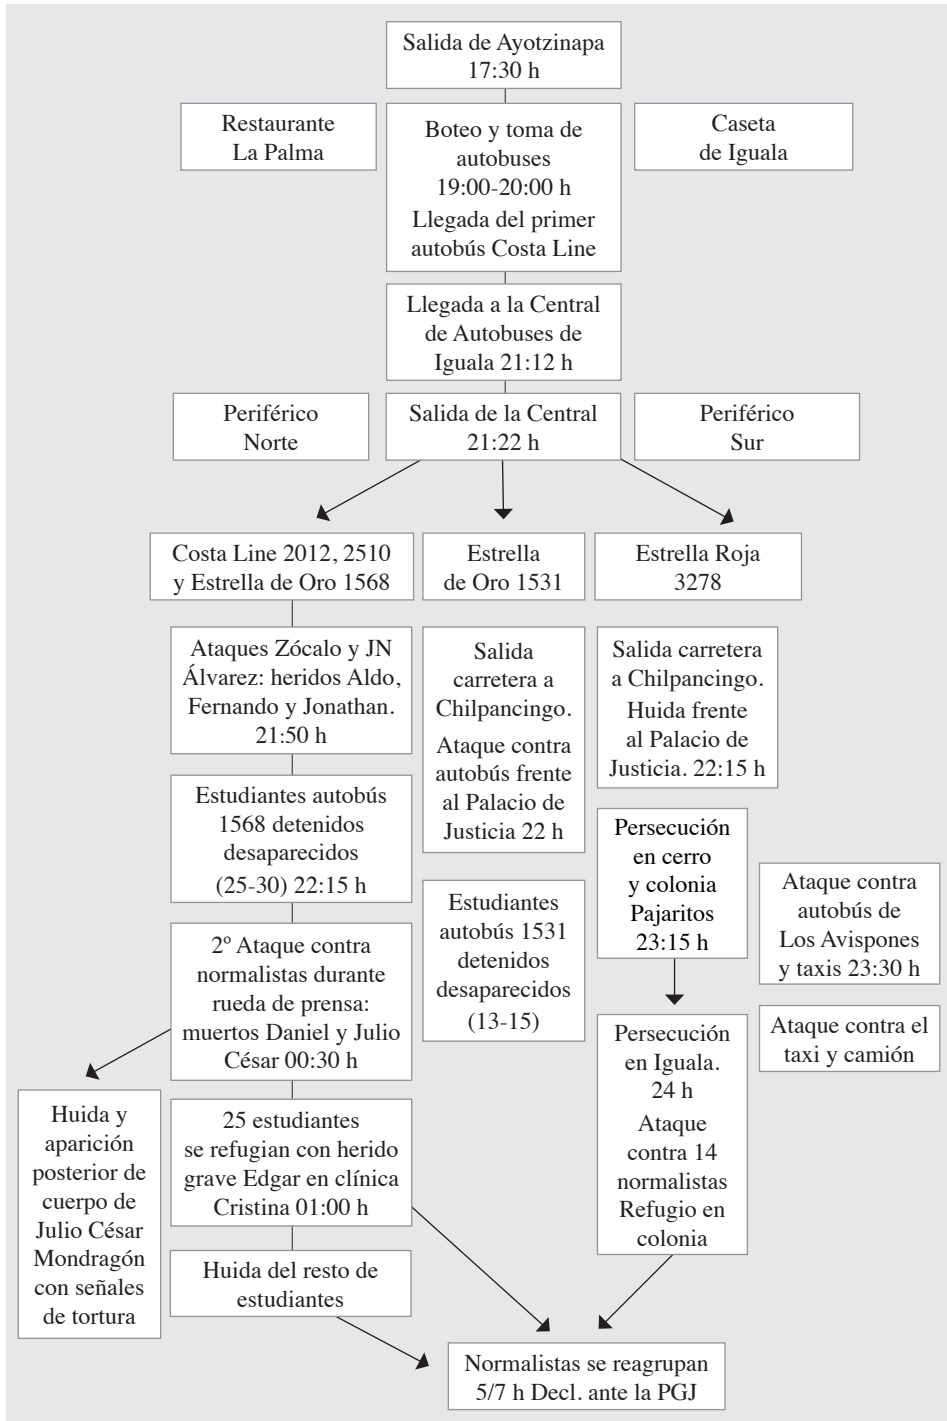 Salida de Ayotzinapa
17:30 h
Restaurante
La Palma
Boteo y toma de
autobuses
19:00-20:00 h
Llegada del primer
autobús Costa Line
Caseta
de Iguala
Llegada a la Central
de Autobuses de
Iguala 21:12 h
Periférico
Norte
Salida de la Central
21:22 h
Periférico
Sur
Costa Line 2012, 2510
y Estrella de Oro 1568
Estrella
de Oro 1531
Estrella Roja
3278
Ataques Zócalo y JN
Álvarez: heridos Aldo,
Fernando y Jonathan.
21:50 h
Salida
carretera a
Chilpancingo.
Ataque contra
autobús frente
al Palacio de
Justicia 22 h
Salida carretera
a Chilpancingo.
Huida frente
al Palacio de
Justicia. 22:15 h
Estudiantes autobús
1568 detenidos
desaparecidos
(25-30) 22:15 h
Persecución
en cerro
y colonia
Pajaritos
23:15 h
Ataque contra
autobús de
Los Avispones
y taxis 23:30 h
Estudiantes
autobús 1531
detenidos
desaparecidos
(13-15)
2º Ataque contra
normalistas durante
rueda de prensa:
muertos Daniel y Julio
César 00:30 h
Ataque contra el
taxi y camión
Persecución
en Iguala.
24 h
Ataque
contra 14
normalistas
Refugio en
colonia
Huida y
aparición
posterior de
cuerpo de
Julio César
Mondragón
con señales
de tortura
25 estudiantes
se refugian con herido
grave Edgar en clínica
Cristina 01:00 h
Huida del resto de
estudiantes
Normalistas se reagrupan
5/7 h Decl. ante la PGJ